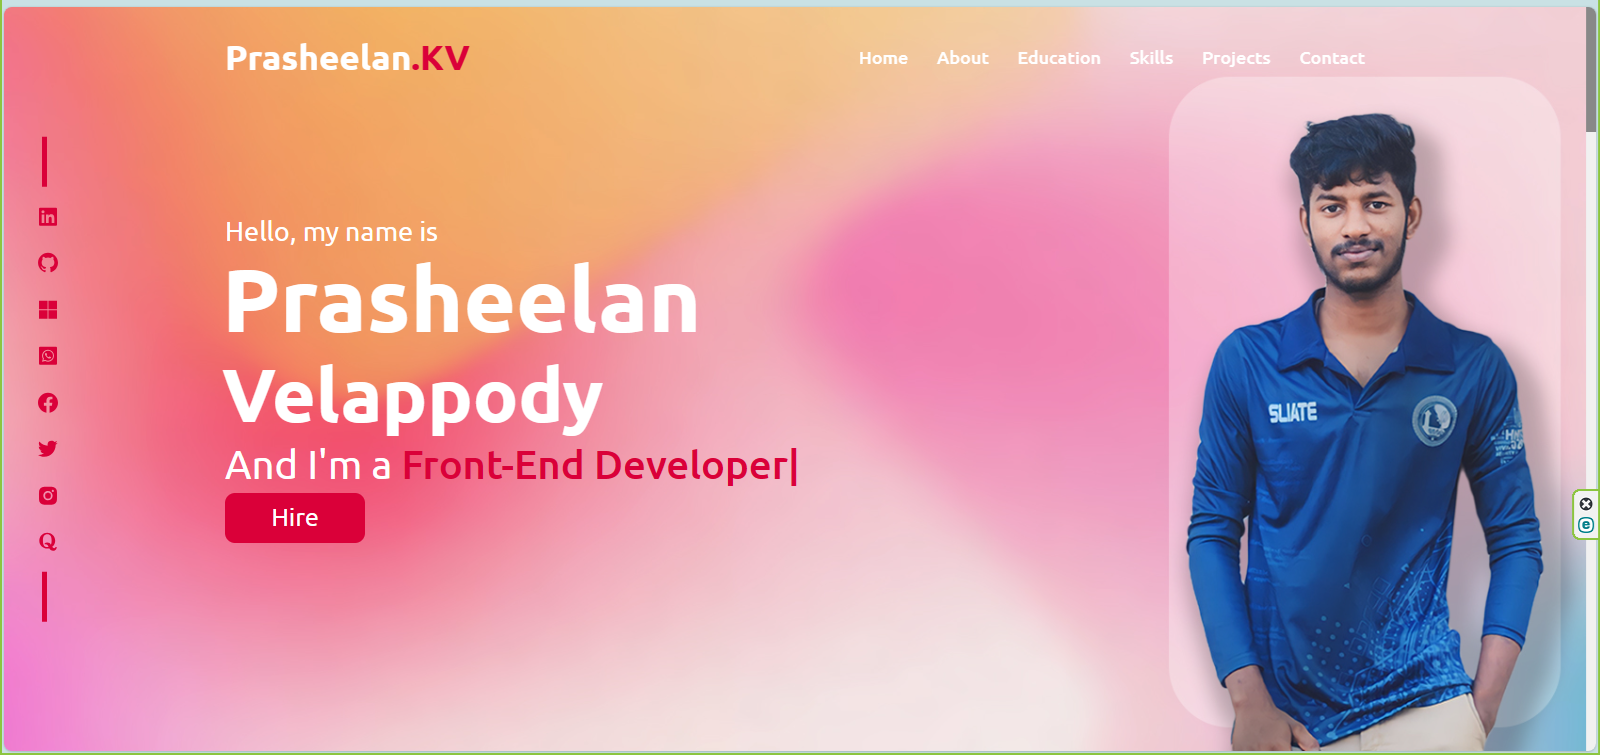 Prasheelan.KV
Home About Education Skills Projects Contact
Hello, my name is
Prasheelan
Velappody
And I'm a Front-End Developer|
Hire
SLIATE